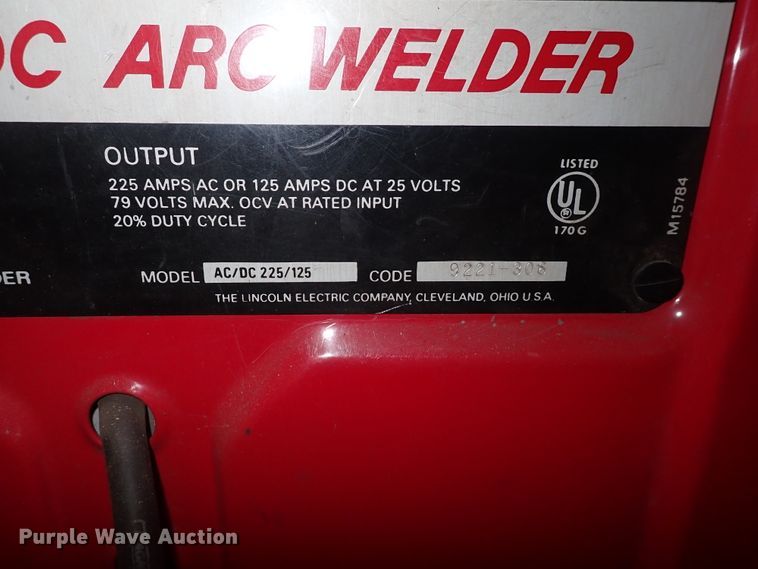 DC ARC WELDER
OUTPUT
225 AMPS AC OR 125 AMPS DC AT 25 VOLTS
79 VOLTS MAX. OCV AT RATED INPUT
20% DUTY CYCLE
LISTED
UL
170 G
M15784
DER
MODEL AC/DC 225/125 CODE 9221-306
THE LINCOLN ELECTRIC COMPANY, CLEVELAND, OHIO U.S.A.
Purple Wave Auction